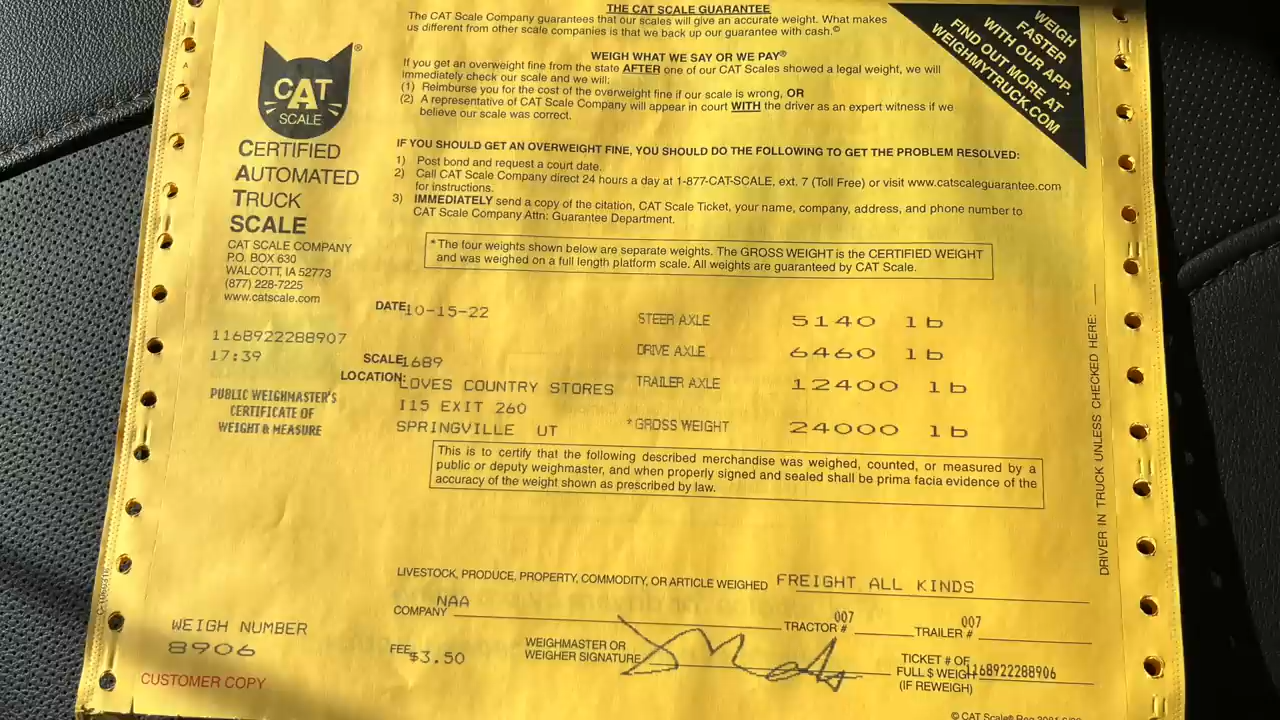 THE CAT SCALE GUARANTEE
The CAT Scale Company guarantees that our scales will give an accurate weight. What makes
us different from other scale companies is that we back up our guarantee with cash.©
WEIGH WHAT WE SAY OR WE PAY®
If you get an overweight fine from the state AFTER one of our CAT Scales showed a legal weight, we will
immediately check our scale and we will:
(1) Reimburse you for the cost of the overweight fine if our scale is wrong, OR
(2) A representative of CAT Scale Company will appear in court WITH the driver as an expert witness if we
believe our scale was correct.
IF YOU SHOULD GET AN OVERWEIGHT FINE, YOU SHOULD DO THE FOLLOWING TO GET THE PROBLEM RESOLVED:
1) Post bond and request a court date.
2) Call CAT Scale Company direct 24 hours a day at 1-877-CAT-SCALE, ext. 7 (Toll Free) or visit www.catscaleguarantee.com
for instructions.
3) IMMEDIATELY send a copy of the citation, CAT Scale Ticket, your name, company, address, and phone number to
CAT Scale Company Attn: Guarantee Department.
WEIGH
FASTER
WITH OUR APP.
FIND OUT MORE AT
WEIGHMYTRUCK.COM
CAT
SCALE
®
CERTIFIED
AUTOMATED
TRUCK
SCALE
CAT SCALE COMPANY
P.O. BOX 630
WALCOTT, IA 52773
(877) 228-7225
www.catscale.com
*The four weights shown below are separate weights. The GROSS WEIGHT is the CERTIFIED WEIGHT
and was weighed on a full length platform scale. All weights are guaranteed by CAT Scale.
1168922288907
17:39
PUBLIC WEIGHMASTER'S
CERTIFICATE OF
WEIGHT & MEASURE
DATE 10-15-22
SCALE 1689
LOCATION: LOVES COUNTRY STORES
I15 EXIT 260
SPRINGVILLE UT
STEER AXLE 5140 lb
DRIVE AXLE 6460 lb
TRAILER AXLE 12400 lb
*GROSS WEIGHT 24000 lb
This is to certify that the following described merchandise was weighed, counted, or measured by a
public or deputy weighmaster, and when properly signed and sealed shall be prima facia evidence of the
accuracy of the weight shown as prescribed by law.
DRIVER IN TRUCK UNLESS CHECKED HERE:
LIVESTOCK, PRODUCE, PROPERTY, COMMODITY, OR ARTICLE WEIGHED FREIGHT ALL KINDS
COMPANY NAA TRACTOR # 007 TRAILER # 007
WEIGH NUMBER
8906
CUSTOMER COPY
FEE $3.50
WEIGHMASTER OR
WEIGHER SIGNATURE
TICKET # OF
FULL $ WEIGH 1168922288906
(IF REWEIGH)
© CAT Scale®